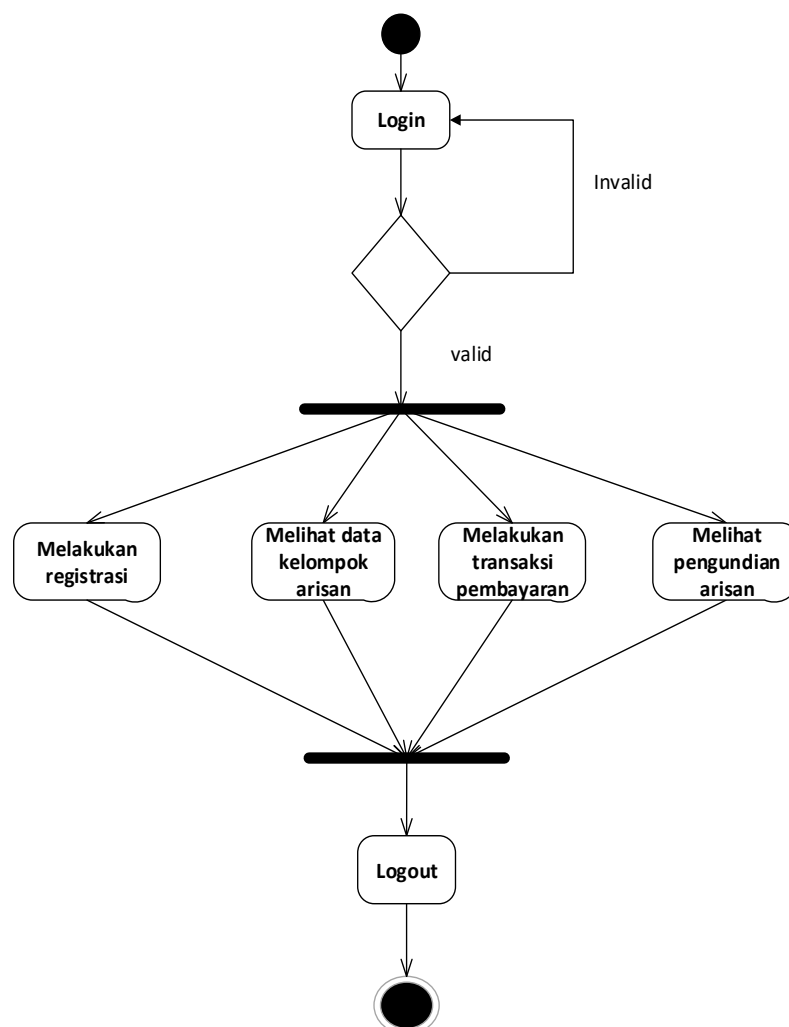 Login
Invalid
valid
Melakukan
registrasi
Melihat data
kelompok
arisan
Melakukan
transaksi
pembayaran
Melihat
pengundian
arisan
Logout